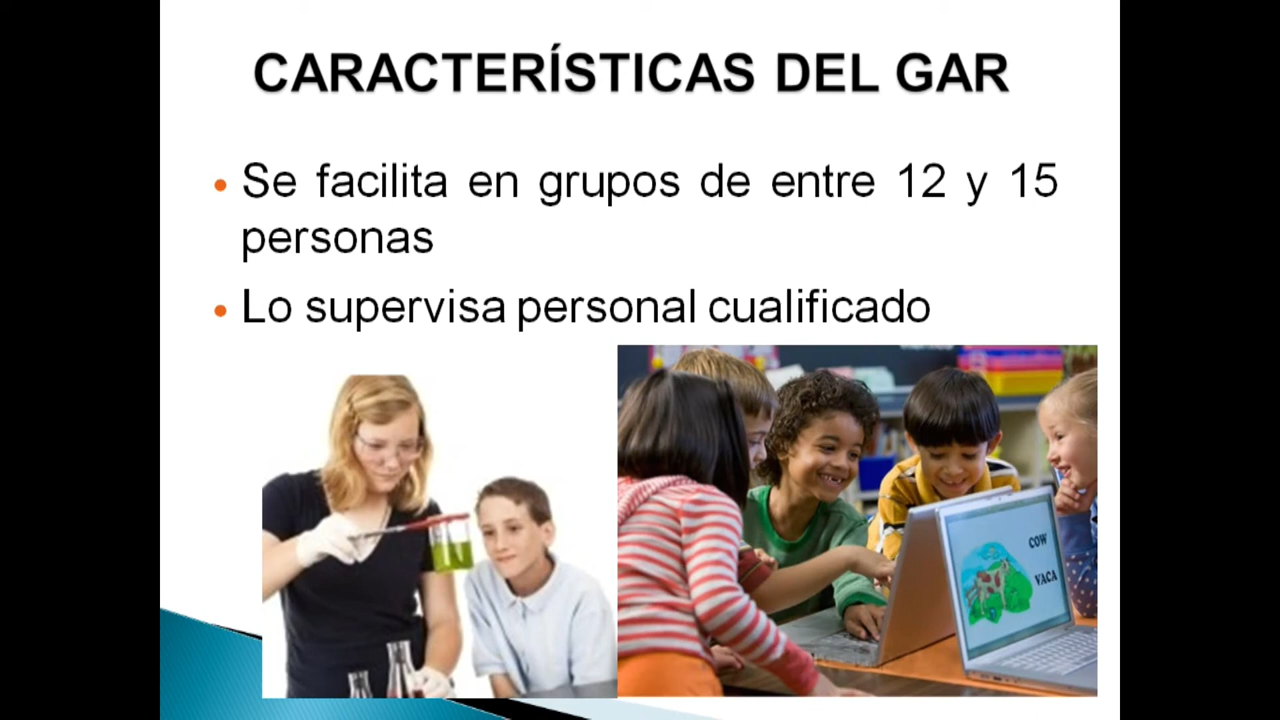 CARACTERÍSTICAS DEL GAR
• Se facilita en grupos de entre 12 y 15
personas
• Lo supervisa personal cualificado
COW
VACA